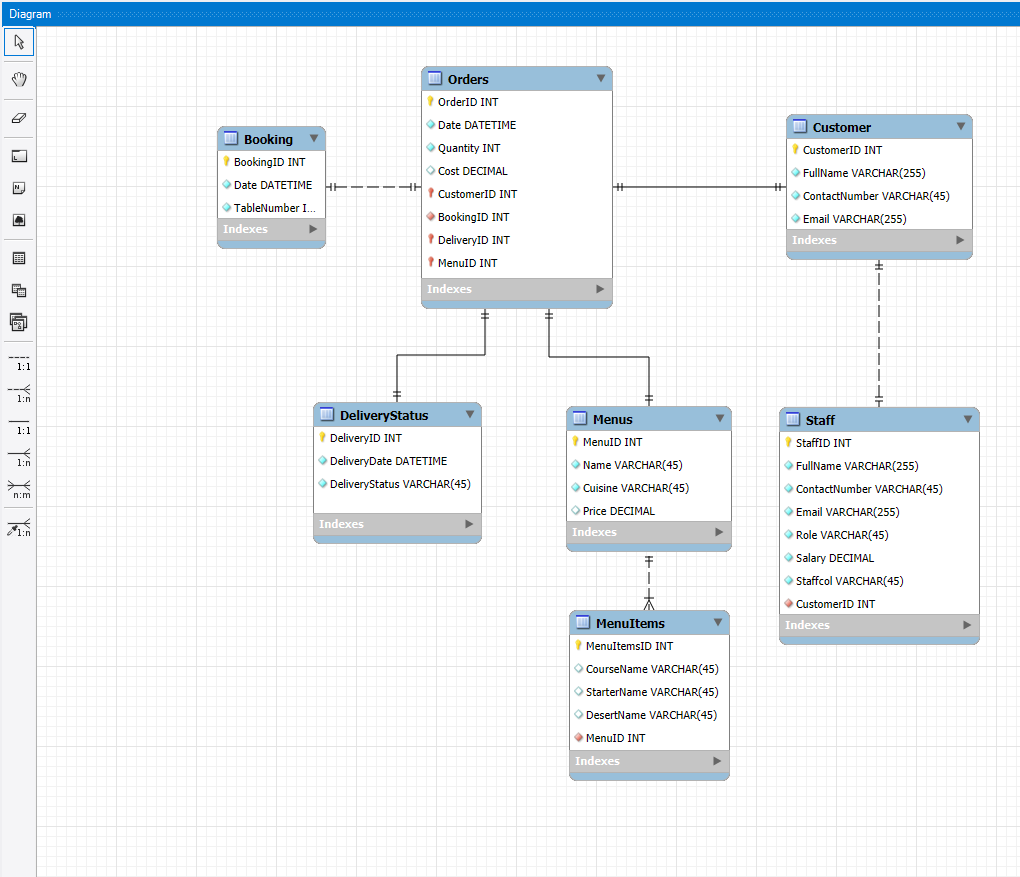 Diagram
Orders
OrderID INT
Date DATETIME
Quantity INT
Cost DECIMAL
CustomerID INT
BookingID INT
DeliveryID INT
MenuID INT
Indexes
Booking
BookingID INT
Date DATETIME
TableNumber I...
Indexes
Customer
CustomerID INT
FullName VARCHAR(255)
ContactNumber VARCHAR(45)
Email VARCHAR(255)
Indexes
DeliveryStatus
DeliveryID INT
DeliveryDate DATETIME
DeliveryStatus VARCHAR(45)
Indexes
Menus
MenuID INT
Name VARCHAR(45)
Cuisine VARCHAR(45)
Price DECIMAL
Indexes
Staff
StaffID INT
FullName VARCHAR(255)
ContactNumber VARCHAR(45)
Email VARCHAR(255)
Role VARCHAR(45)
Salary DECIMAL
Staffcol VARCHAR(45)
CustomerID INT
Indexes
MenuItems
MenuItemsID INT
CourseName VARCHAR(45)
StarterName VARCHAR(45)
DesertName VARCHAR(45)
MenuID INT
Indexes
1:1
1:n
1:1
1:n
n:m
1:n